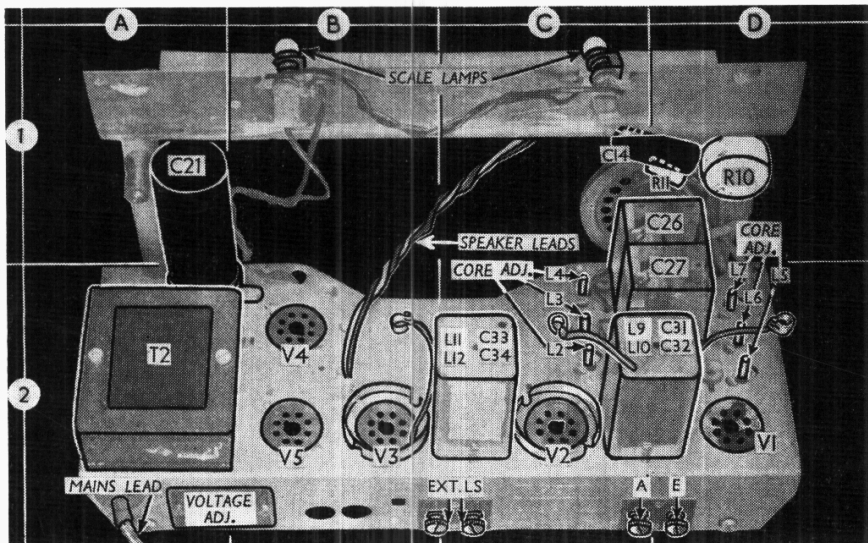 A
B
C
D
1
SCALE LAMPS
C21
C14
R11
R10
C26
SPEAKER LEADS
CORE ADJ.
C27
CORE ADJ.
L4
L3
L2
L7
L6
L5
T2
V4
L11 C33
L12 C34
L9 C31
L10 C32
2
V5
V3
V2
V1
MAINS LEAD
VOLTAGE ADJ.
EXT. LS
A
E